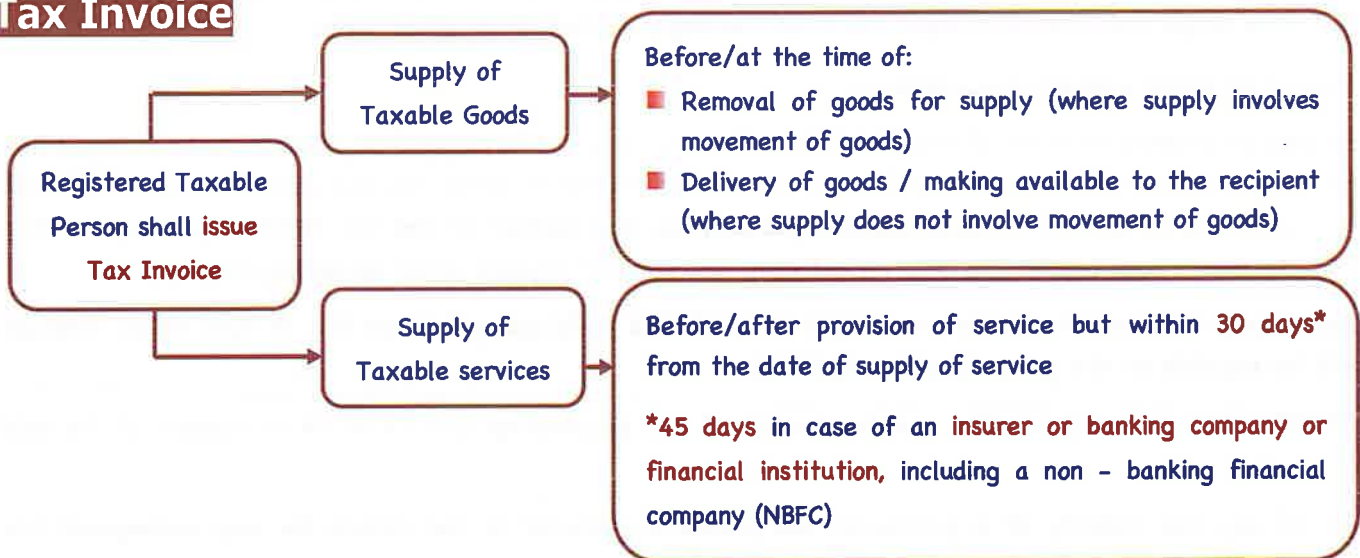 Tax Invoice
Registered Taxable
Person shall issue
Tax Invoice
Supply of
Taxable Goods
Before/at the time of:
Removal of goods for supply (where supply involves
movement of goods)
Delivery of goods / making available to the recipient
(where supply does not involve movement of goods)
Supply of
Taxable services
Before/after provision of service but within 30 days*
from the date of supply of service
*45 days in case of an insurer or banking company or
financial institution, including a non - banking financial
company (NBFC)